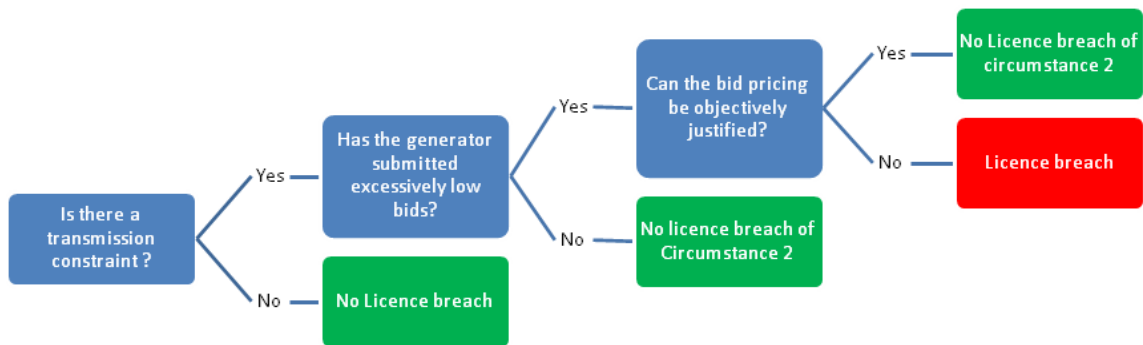 Is there a
transmission
constraint ?
Yes
No
Has the generator
submitted
excessively low
bids?
No Licence breach
Yes
No
Can the bid pricing
be objectively
justified?
No licence breach of
Circumstance 2
Yes
No
No Licence breach of
circumstance 2
Licence breach